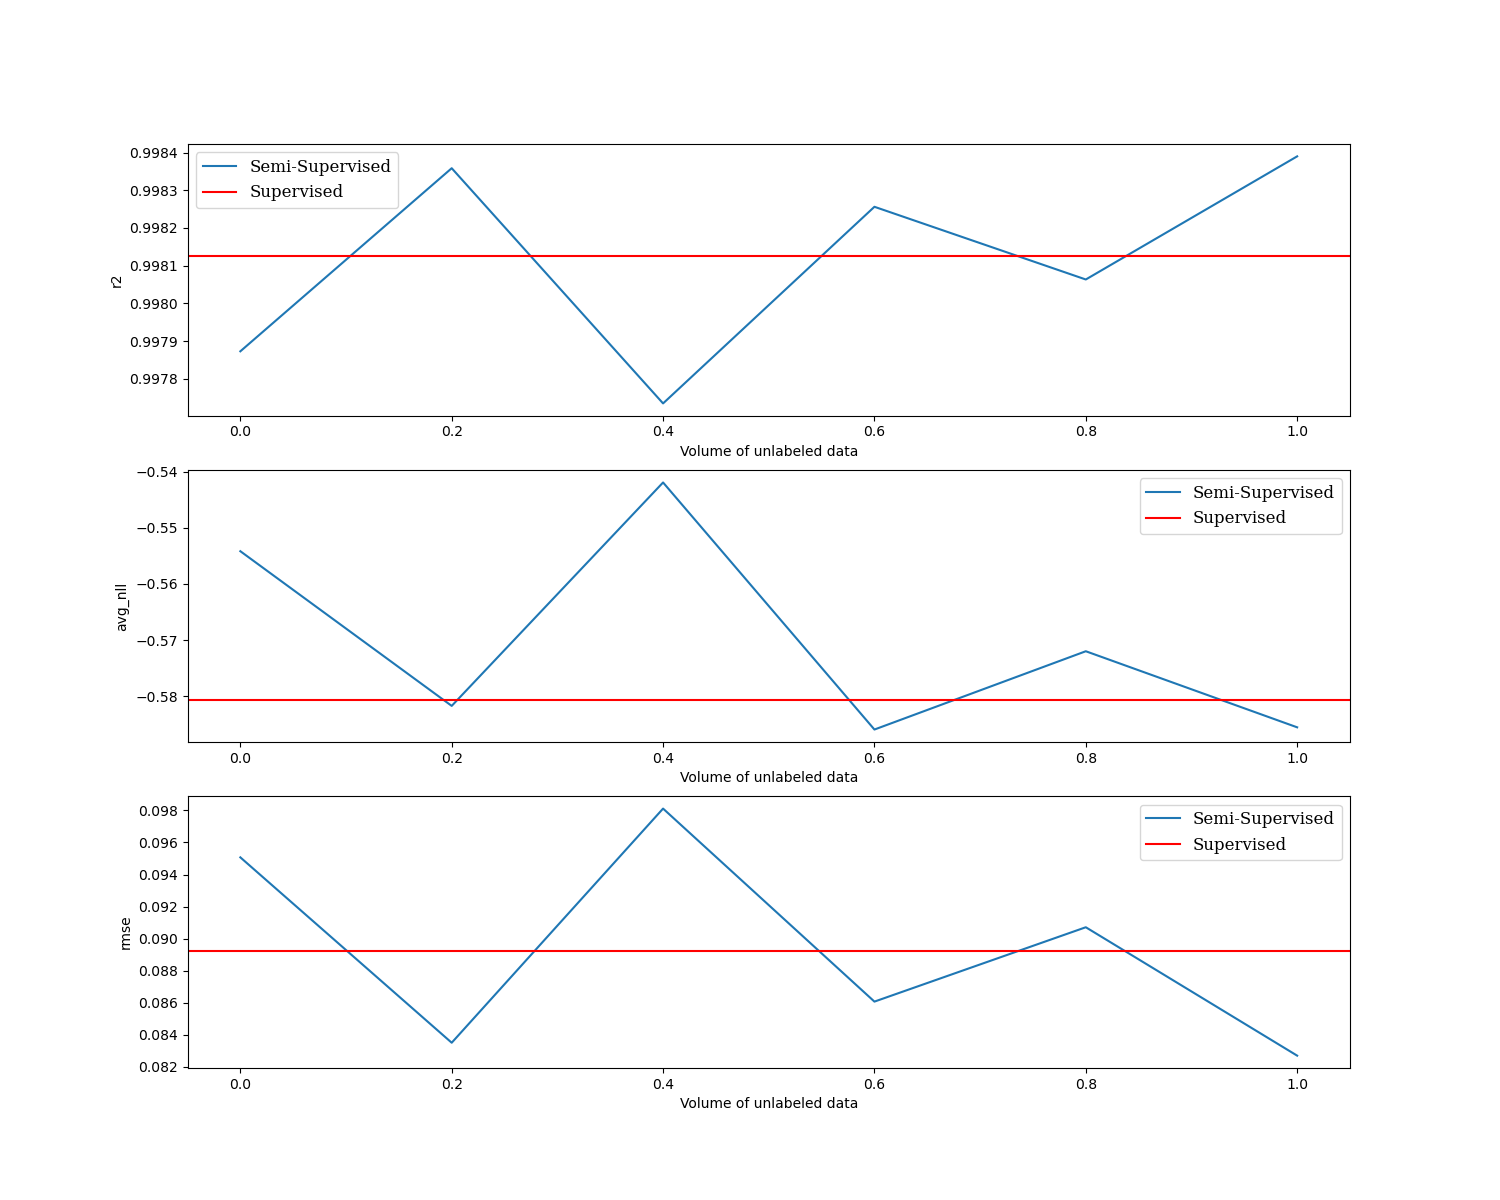 0.9984
0.9983
0.9982
0.9981
0.9980
0.9979
0.9978
r2
Semi-Supervised
Supervised
0.0 0.2 0.4 0.6 0.8 1.0
Volume of unlabeled data
−0.54
−0.55
−0.56
−0.57
−0.58
avg_nll
Semi-Supervised
Supervised
0.0 0.2 0.4 0.6 0.8 1.0
Volume of unlabeled data
0.098
0.096
0.094
0.092
0.090
0.088
0.086
0.084
0.082
rmse
Semi-Supervised
Supervised
0.0 0.2 0.4 0.6 0.8 1.0
Volume of unlabeled data